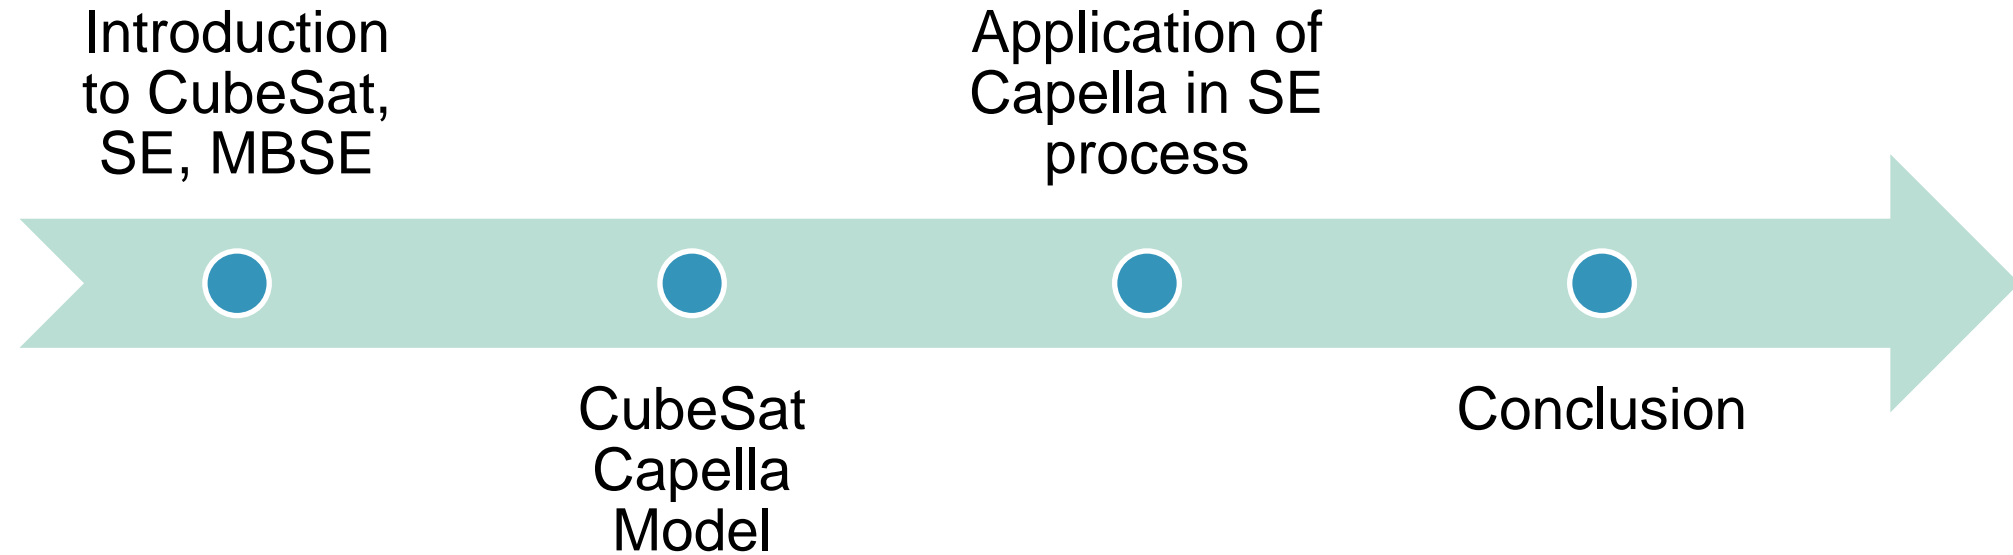 Introduction
to CubeSat,
SE, MBSE
CubeSat
Capella
Model
Application of
Capella in SE
process
Conclusion